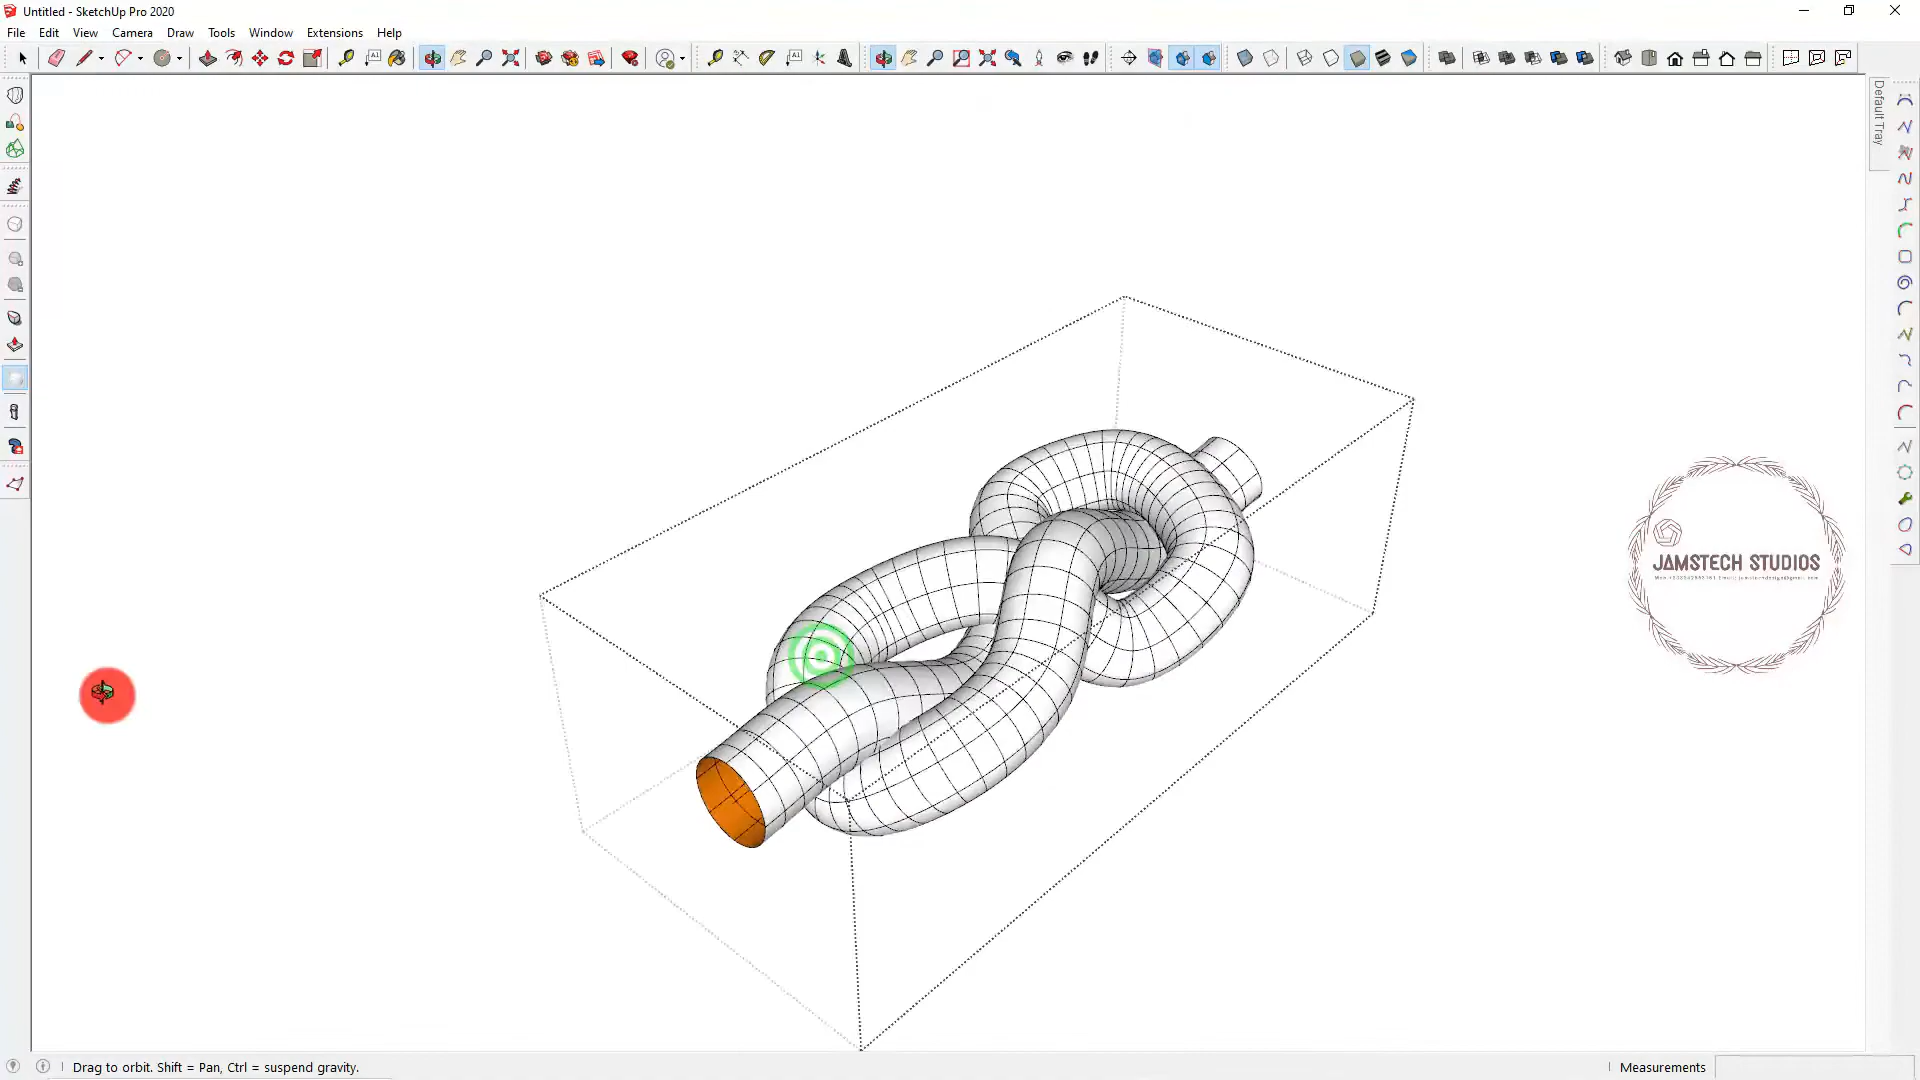 Untitled - SketchUp Pro 2020
File Edit View Camera Draw Tools Window Extensions Help
Default Tray
JAMSTECH STUDIOS
Drag to orbit. Shift = Pan, Ctrl = suspend gravity.
Measurements